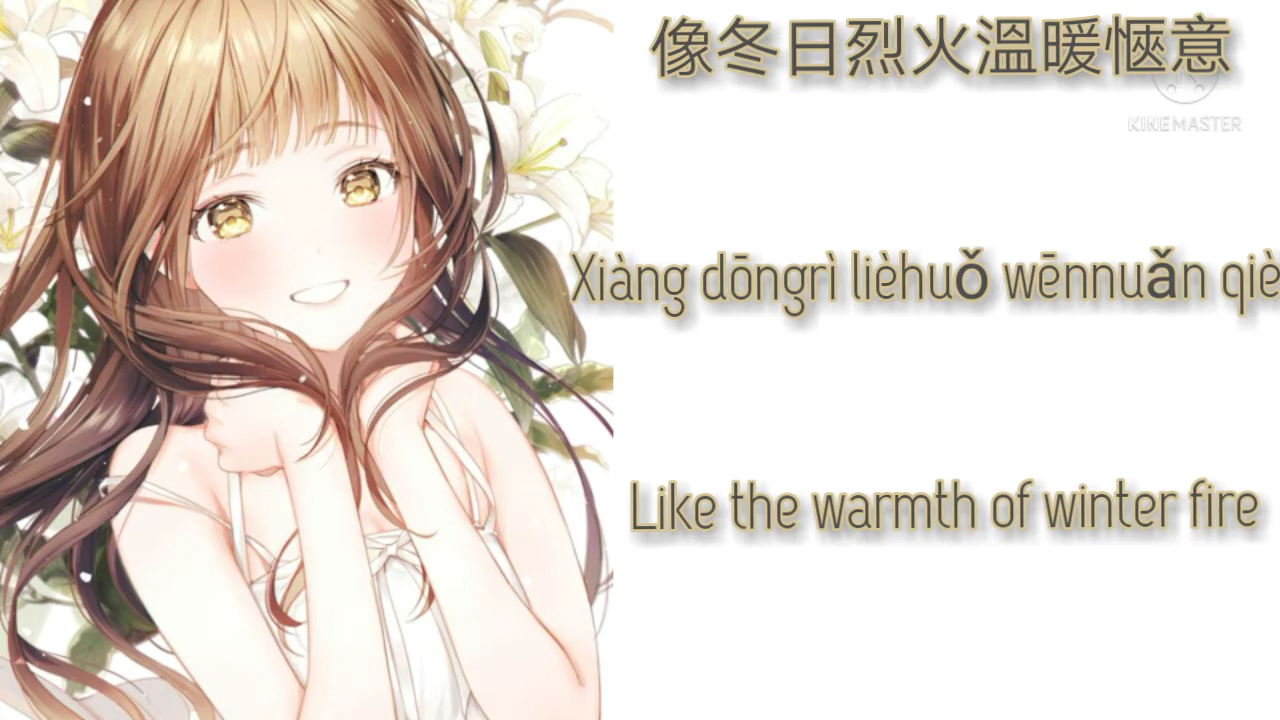 像冬日烈火溫暖愜意
KINEMASTER
Xiàng dōngrì lièhuǒ wēnnuǎn qiè
Like the warmth of winter fire